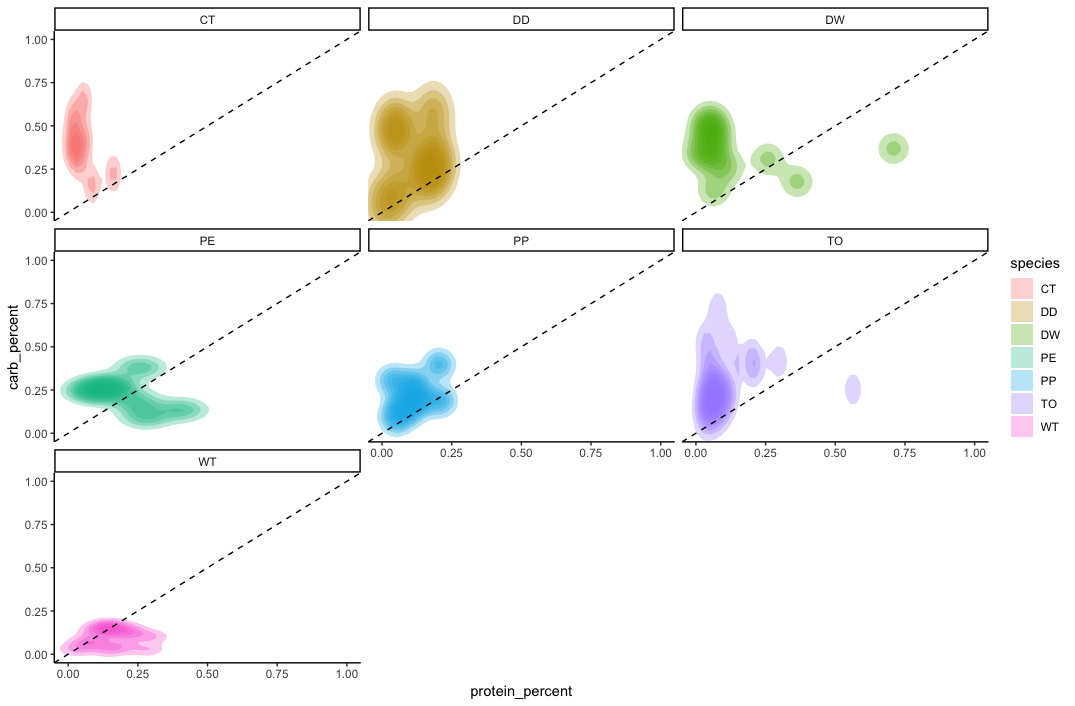 CT DD DW
1.00
0.75
0.50
0.25
0.00
PE PP TO
1.00
0.75
0.50
0.25
0.00
0.00 0.25 0.50 0.75 1.00 0.00 0.25 0.50 0.75 1.00
WT
1.00
0.75
0.50
0.25
0.00
0.00 0.25 0.50 0.75 1.00
carb_percent
protein_percent
species
CT
DD
DW
PE
PP
TO
WT